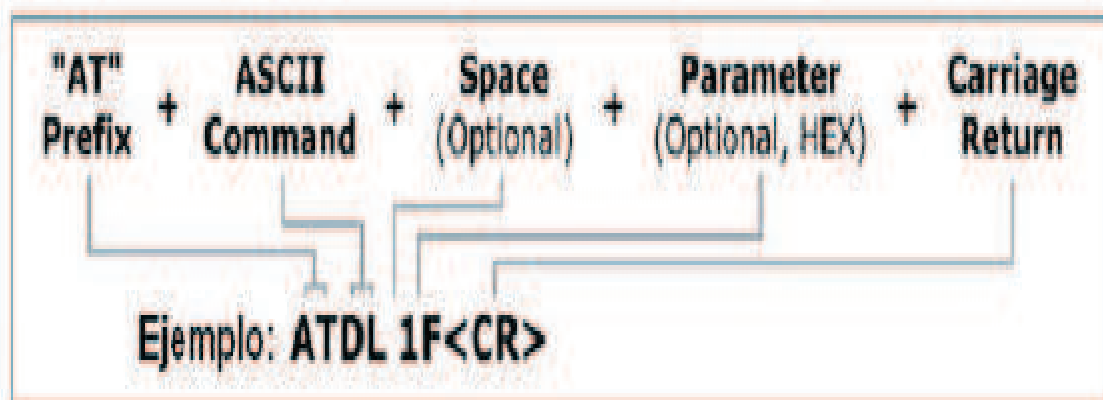 "AT" + ASCII + Space + Parameter + Carriage
Prefix Command (Optional) (Optional, HEX) Return
Ejemplo: ATDL 1F<CR>